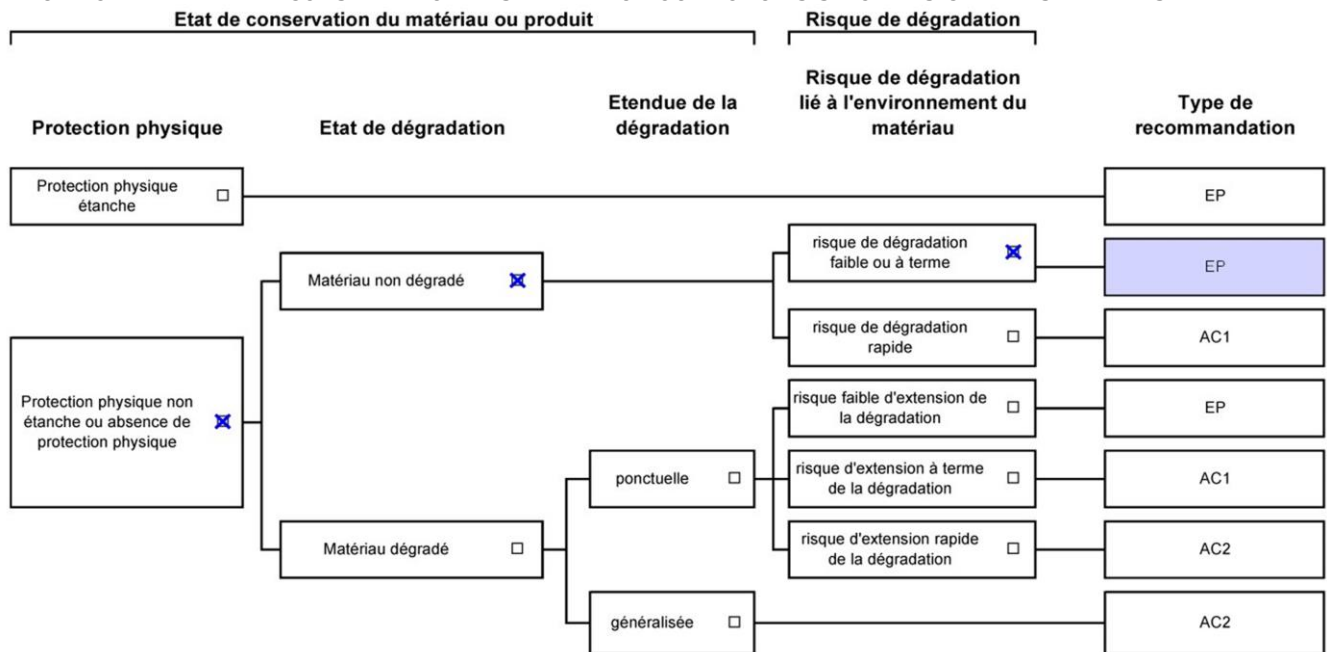 Etat de conservation du matériau ou produit
Risque de dégradation
Protection physique
Etat de dégradation
Etendue de la
dégradation
Risque de dégradation
lié à l'environnement du
matériau
Type de
recommandation
Protection physique
étanche
EP
risque de dégradation
faible ou à terme
EP
Matériau non dégradé
risque de dégradation
rapide
AC1
Protection physique non
étanche ou absence de
protection physique
risque faible d'extension de
la dégradation
EP
ponctuelle
risque d'extension à terme
de la dégradation
AC1
Matériau dégradé
risque d'extension rapide
de la dégradation
AC2
généralisée
AC2